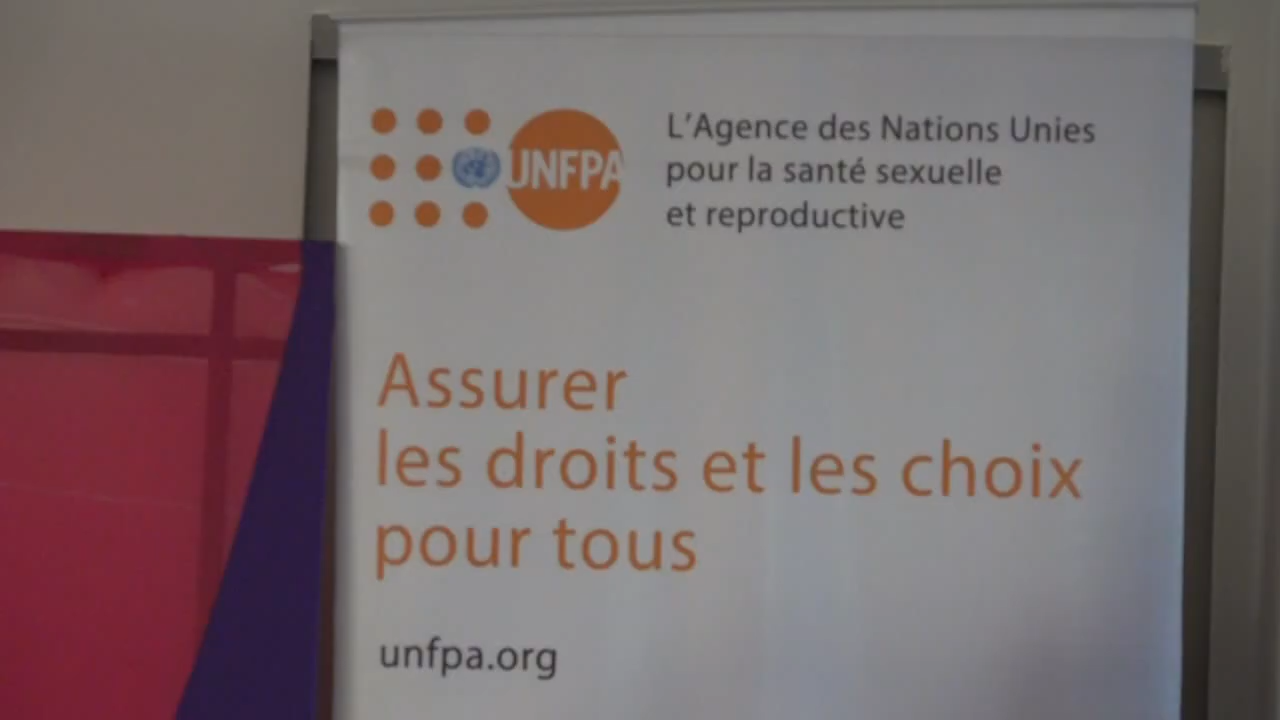 UNFPA
L'Agence des Nations Unies
pour la santé sexuelle
et reproductive
Assurer
les droits et les choix
pour tous
unfpa.org